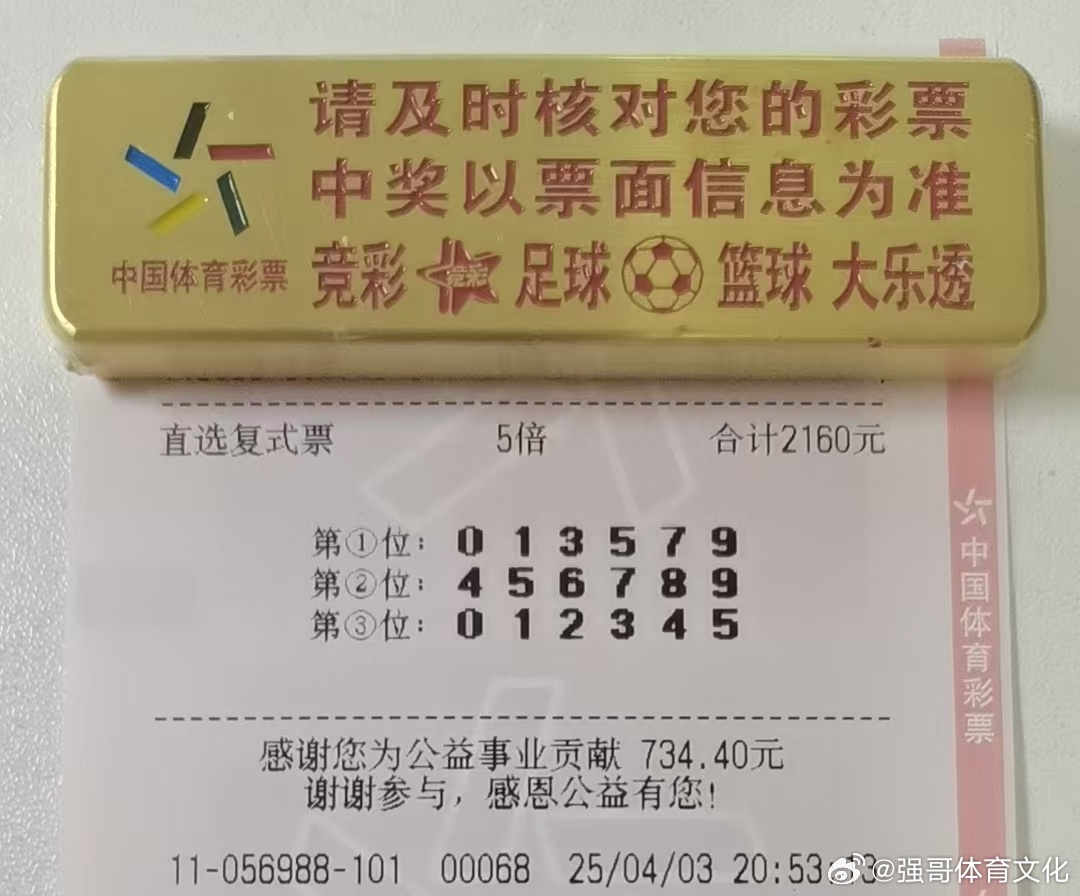 请及时核对您的彩票
中奖以票面信息为准
中国体育彩票
竞彩 竞彩 足球 篮球 大乐透
直选复式票 5倍 合计2160元
第①位: 0 1 3 5 7 9
第②位: 4 5 6 7 8 9
第③位: 0 1 2 3 4 5
中国体育彩票
感谢您为公益事业贡献 734.40元
谢谢参与，感恩公益有您!
11-056988-101 00068 25/04/03 20:53
@强哥体育文化